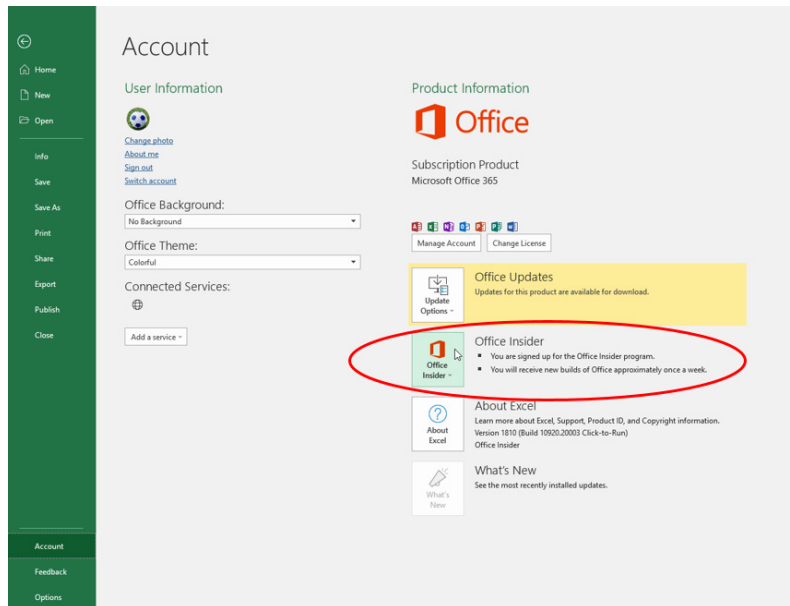 Account
Home
New
Open
Info
Save
Save As
Print
Share
Export
Publish
Close
Account
Feedback
Options
User Information
Change photo
About me
Sign out
Switch account
Office Background:
No Background
Office Theme:
Colorful
Connected Services:
Add a service
Product Information
Office
Subscription Product
Microsoft Office 365
Manage Account
Change License
Update
Options
Office Updates
Updates for this product are available for download.
Office
Insider
Office Insider
You are signed up for the Office Insider program.
You will receive new builds of Office approximately once a week.
About
Excel
About Excel
Learn more about Excel, Support, Product ID, and Copyright information.
Version 1810 (Build 10920.20003 Click-to-Run)
Office Insider
What's
New
What's New
See the most recently installed updates.